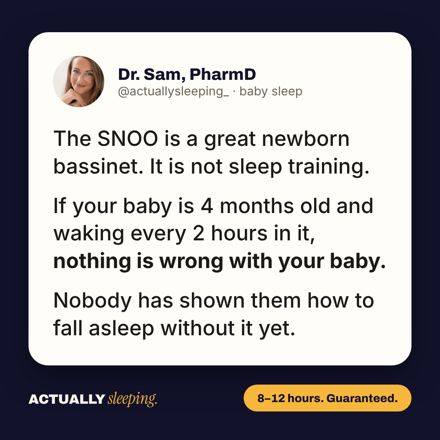 Dr. Sam, PharmD
@actuallysleeping_ · baby sleep
The SNOO is a great newborn
bassinet. It is not sleep training.
If your baby is 4 months old and
waking every 2 hours in it,
nothing is wrong with your baby.
Nobody has shown them how to
fall asleep without it yet.
ACTUALLY sleeping.
8–12 hours. Guaranteed.